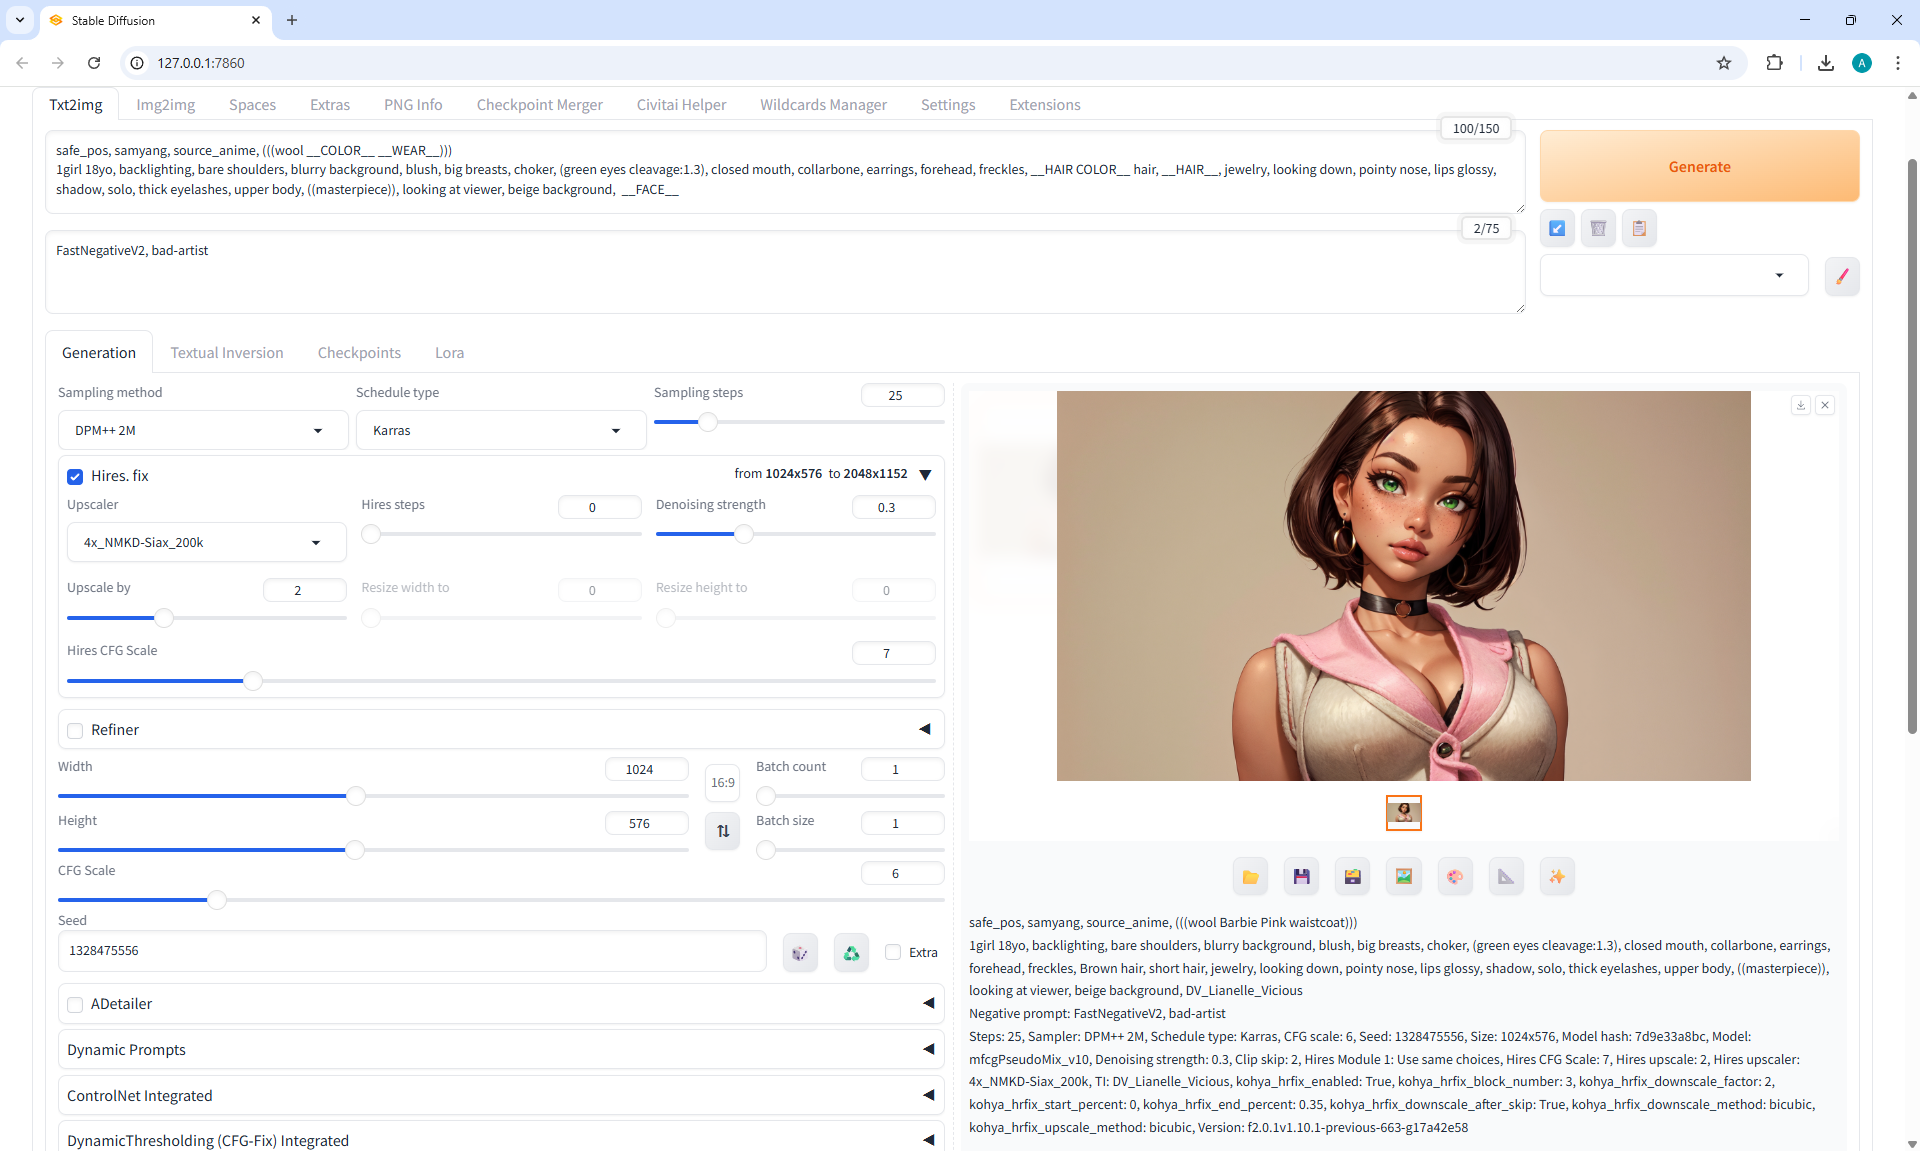 Stable Diffusion
127.0.0.1:7860
A
Txt2img Img2img Spaces Extras PNG Info Checkpoint Merger Civitai Helper Wildcards Manager Settings Extensions
100/150
safe_pos, samyang, source_anime, (((wool __COLOR__ __WEAR__)))
1girl 18yo, backlighting, bare shoulders, blurry background, blush, big breasts, choker, (green eyes cleavage:1.3), closed mouth, collarbone, earrings, forehead, freckles, __HAIR COLOR__ hair, __HAIR__, jewelry, looking down, pointy nose, lips glossy,
shadow, solo, thick eyelashes, upper body, ((masterpiece)), looking at viewer, beige background, __FACE__
Generate
2/75
FastNegativeV2, bad-artist
Generation Textual Inversion Checkpoints Lora
Sampling method Schedule type Sampling steps 25
DPM++ 2M Karras
Hires. fix from 1024x576 to 2048x1152
Upscaler Hires steps 0 Denoising strength 0.3
4x_NMKD-Siax_200k
Upscale by 2 Resize width to 0 Resize height to 0
Hires CFG Scale 7
Refiner
Width 1024 16:9 Batch count 1
Height 576 Batch size 1
CFG Scale 6
Seed
1328475556 Extra
ADetailer
Dynamic Prompts
ControlNet Integrated
DynamicThresholding (CFG-Fix) Integrated
safe_pos, samyang, source_anime, (((wool Barbie Pink waistcoat)))
1girl 18yo, backlighting, bare shoulders, blurry background, blush, big breasts, choker, (green eyes cleavage:1.3), closed mouth, collarbone, earrings,
forehead, freckles, Brown hair, short hair, jewelry, looking down, pointy nose, lips glossy, shadow, solo, thick eyelashes, upper body, ((masterpiece)),
looking at viewer, beige background, DV_Lianelle_Vicious
Negative prompt: FastNegativeV2, bad-artist
Steps: 25, Sampler: DPM++ 2M, Schedule type: Karras, CFG scale: 6, Seed: 1328475556, Size: 1024x576, Model hash: 7d9e33a8bc, Model:
mfcgPseudoMix_v10, Denoising strength: 0.3, Clip skip: 2, Hires Module 1: Use same choices, Hires CFG Scale: 7, Hires upscale: 2, Hires upscaler:
4x_NMKD-Siax_200k, TI: DV_Lianelle_Vicious, kohya_hrfix_enabled: True, kohya_hrfix_block_number: 3, kohya_hrfix_downscale_factor: 2,
kohya_hrfix_start_percent: 0, kohya_hrfix_end_percent: 0.35, kohya_hrfix_downscale_after_skip: True, kohya_hrfix_downscale_method: bicubic,
kohya_hrfix_upscale_method: bicubic, Version: f2.0.1v1.10.1-previous-663-g17a42e58